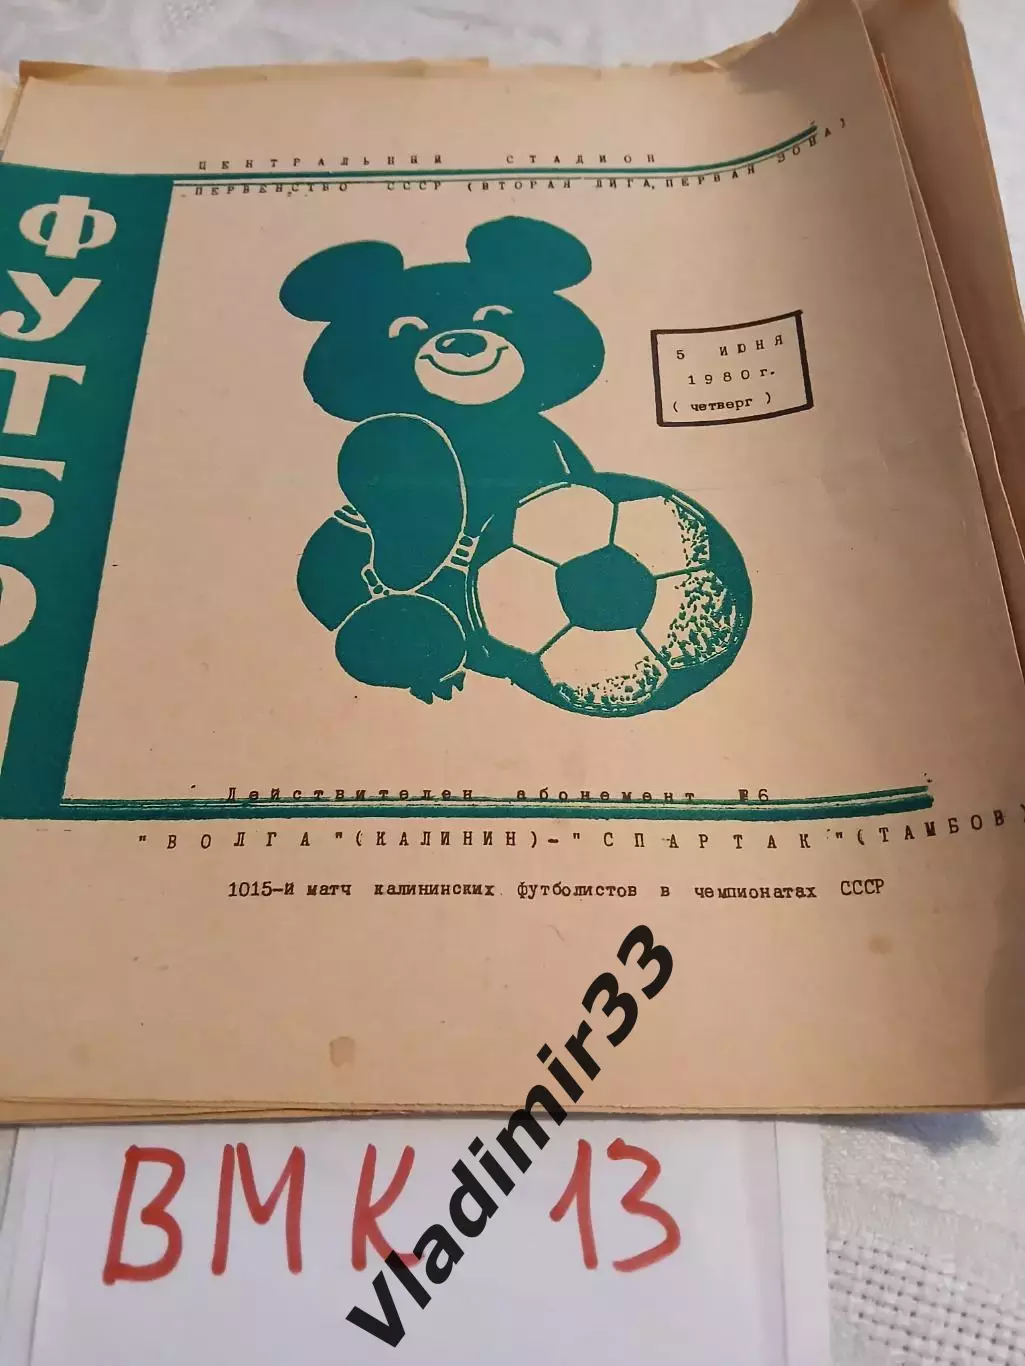 ЦЕНТРАЛЬНЫЙ СТАДИОН
ПЕРВЕНСТВО СССР (ВТОРАЯ ЛИГА, ПЕРВАЯ ЗОНА)
ФУТБОЛ
5 ИЮНЯ
1980 г.
( четверг )
Действителен абонемент №6
"ВОЛГА"(КАЛИНИН)-"СПАРТАК"(ТАМБОВ)
1015-й матч калининских футболистов в чемпионатах СССР
ВМК 13
vladimir33